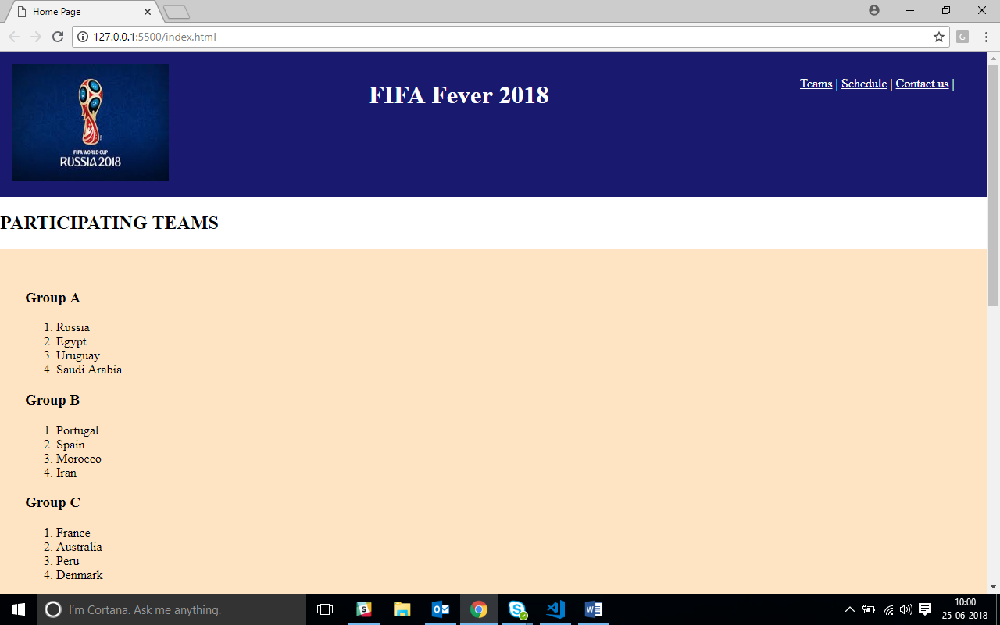 Home Page
127.0.0.1:5500/index.html
G
FIFA WORLD CUP
RUSSIA 2018
FIFA Fever 2018
Teams | Schedule | Contact us |
PARTICIPATING TEAMS
Group A
1. Russia
2. Egypt
3. Uruguay
4. Saudi Arabia
Group B
1. Portugal
2. Spain
3. Morocco
4. Iran
Group C
1. France
2. Australia
3. Peru
4. Denmark
I'm Cortana. Ask me anything.
10:00
25-06-2018